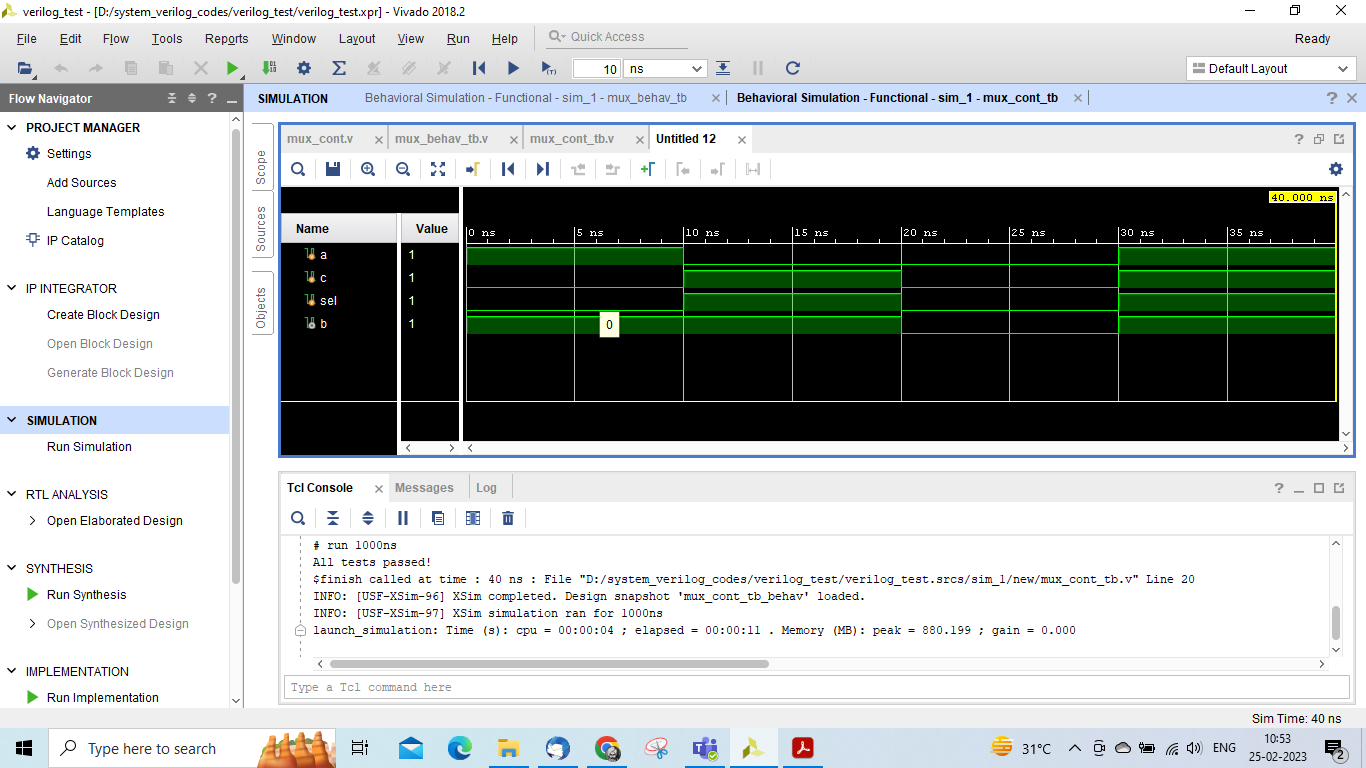 verilog_test - [D:/system_verilog_codes/verilog_test/verilog_test.xpr] - Vivado 2018.2
File Edit Flow Tools Reports Window Layout View Run Help Quick Access Ready
10 ns Default Layout
Flow Navigator
SIMULATION Behavioral Simulation - Functional - sim_1 - mux_behav_tb Behavioral Simulation - Functional - sim_1 - mux_cont_tb
PROJECT MANAGER
Settings
Add Sources
Language Templates
IP Catalog
IP INTEGRATOR
Create Block Design
Open Block Design
Generate Block Design
SIMULATION
Run Simulation
RTL ANALYSIS
Open Elaborated Design
SYNTHESIS
Run Synthesis
Open Synthesized Design
IMPLEMENTATION
Run Implementation
Scope
Sources
Objects
mux_cont.v mux_behav_tb.v mux_cont_tb.v Untitled 12
40.000 ns
Name Value
0 ns 5 ns 10 ns 15 ns 20 ns 25 ns 30 ns 35 ns
a 1
c 1
sel 1
b 1
0
Tcl Console Messages Log
# run 1000ns
All tests passed!
$finish called at time : 40 ns : File "D:/system_verilog_codes/verilog_test/verilog_test.srcs/sim_1/new/mux_cont_tb.v" Line 20
INFO: [USF-XSim-96] XSim completed. Design snapshot 'mux_cont_tb_behav' loaded.
INFO: [USF-XSim-97] XSim simulation ran for 1000ns
launch_simulation: Time (s): cpu = 00:00:04 ; elapsed = 00:00:11 . Memory (MB): peak = 880.199 ; gain = 0.000
Type a Tcl command here
Sim Time: 40 ns
Type here to search
31°C ENG
10:53
25-02-2023
2